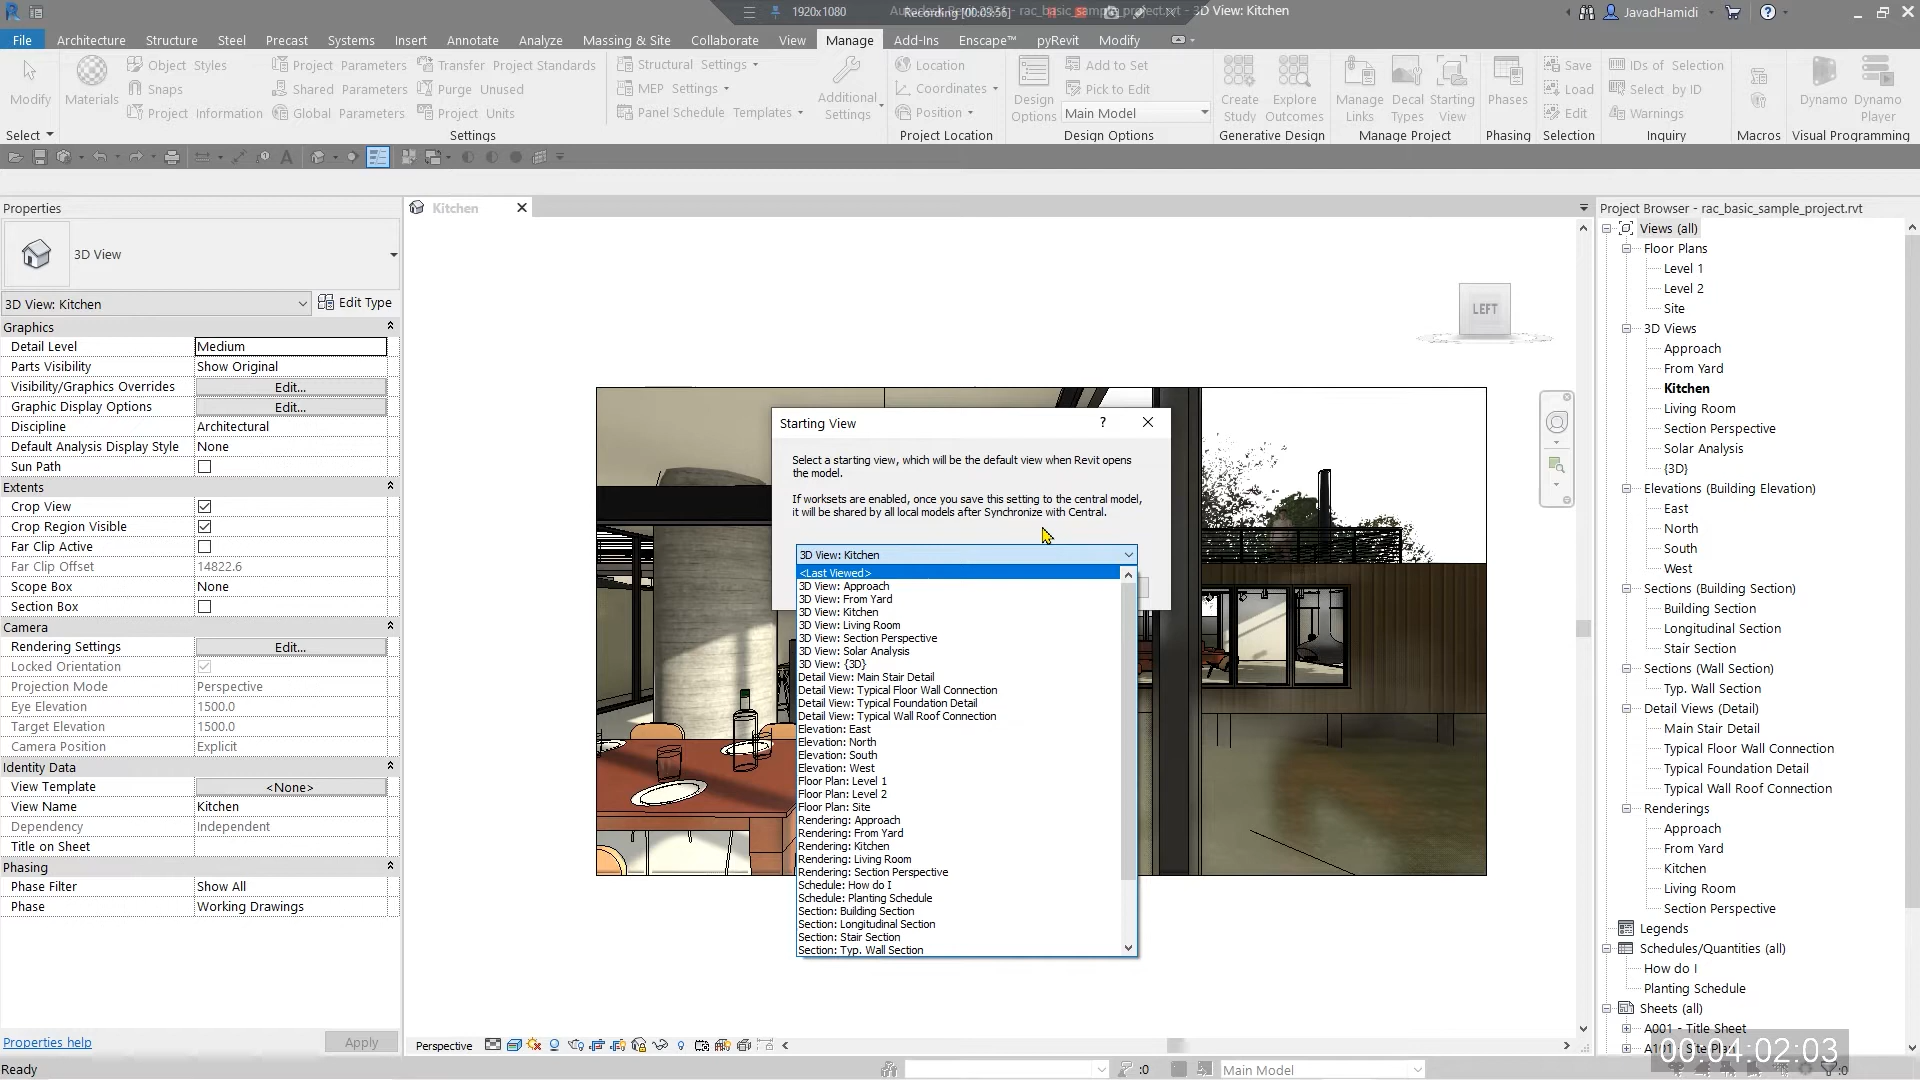 1920x1080
Recording [00:03:56]
rac_basic_sample_project.rvt - 3D View: Kitchen
JavadHamidi
File
Architecture
Structure
Steel
Precast
Systems
Insert
Annotate
Analyze
Massing & Site
Collaborate
View
Manage
Add-Ins
Enscape™
pyRevit
Modify
Modify
Select
Materials
Object Styles
Snaps
Project Information
Project Parameters
Shared Parameters
Global Parameters
Transfer Project Standards
Purge Unused
Project Units
Settings
Structural Settings
MEP Settings
Panel Schedule Templates
Additional Settings
Location
Coordinates
Position
Project Location
Design Options
Add to Set
Pick to Edit
Main Model
Design Options
Create Study
Explore Outcomes
Generative Design
Manage Links
Decal Types
Starting View
Manage Project
Phases
Phasing
Save
Load
Edit
Selection
IDs of Selection
Select by ID
Warnings
Inquiry
Macros
Dynamo
Dynamo Player
Visual Programming
Properties
3D View
3D View: Kitchen
Edit Type
Graphics
Detail Level Medium
Parts Visibility Show Original
Visibility/Graphics Overrides Edit...
Graphic Display Options Edit...
Discipline Architectural
Default Analysis Display Style None
Sun Path
Extents
Crop View
Crop Region Visible
Far Clip Active
Far Clip Offset 14822.6
Scope Box None
Section Box
Camera
Rendering Settings Edit...
Locked Orientation
Projection Mode Perspective
Eye Elevation 1500.0
Target Elevation 1500.0
Camera Position Explicit
Identity Data
View Template <None>
View Name Kitchen
Dependency Independent
Title on Sheet
Phasing
Phase Filter Show All
Phase Working Drawings
Properties help
Apply
Ready
Kitchen
LEFT
Starting View
?
Select a starting view, which will be the default view when Revit opens
the model.
If worksets are enabled, once you save this setting to the central model,
it will be shared by all local models after Synchronize with Central.
3D View: Kitchen
<Last Viewed>
3D View: Approach
3D View: From Yard
3D View: Kitchen
3D View: Living Room
3D View: Section Perspective
3D View: Solar Analysis
3D View: {3D}
Detail View: Main Stair Detail
Detail View: Typical Floor Wall Connection
Detail View: Typical Foundation Detail
Detail View: Typical Wall Roof Connection
Elevation: East
Elevation: North
Elevation: South
Elevation: West
Floor Plan: Level 1
Floor Plan: Level 2
Floor Plan: Site
Rendering: Approach
Rendering: From Yard
Rendering: Kitchen
Rendering: Living Room
Rendering: Section Perspective
Schedule: How do I
Schedule: Planting Schedule
Section: Building Section
Section: Longitudinal Section
Section: Stair Section
Section: Typ. Wall Section
Perspective
:0
Main Model
Project Browser - rac_basic_sample_project.rvt
Views (all)
Floor Plans
Level 1
Level 2
Site
3D Views
Approach
From Yard
Kitchen
Living Room
Section Perspective
Solar Analysis
{3D}
Elevations (Building Elevation)
East
North
South
West
Sections (Building Section)
Building Section
Longitudinal Section
Stair Section
Sections (Wall Section)
Typ. Wall Section
Detail Views (Detail)
Main Stair Detail
Typical Floor Wall Connection
Typical Foundation Detail
Typical Wall Roof Connection
Renderings
Approach
From Yard
Kitchen
Living Room
Section Perspective
Legends
Schedules/Quantities (all)
How do I
Planting Schedule
Sheets (all)
A001 - Title Sheet
00:04:02:03
:0